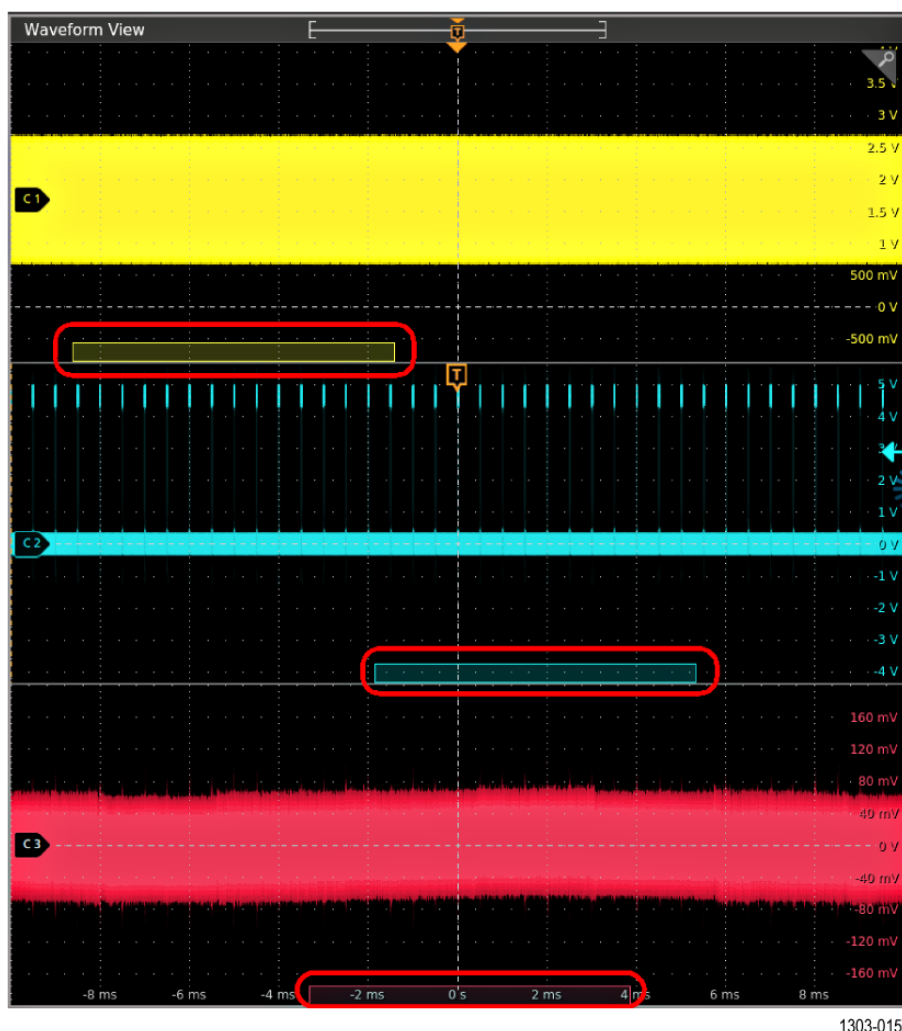 Waveform View
T
3.5 V
3 V
2.5 V
2 V
C 1
1.5 V
1 V
500 mV
0 V
-500 mV
T
5 V
4 V
2 V
1 V
C 2
0 V
-1 V
-2 V
-3 V
-4 V
160 mV
120 mV
80 mV
40 mV
C 3
0 V
-40 mV
-80 mV
-120 mV
-160 mV
-8 ms -6 ms -4 ms -2 ms 0 s 2 ms 4 ms 6 ms 8 ms
1303-015